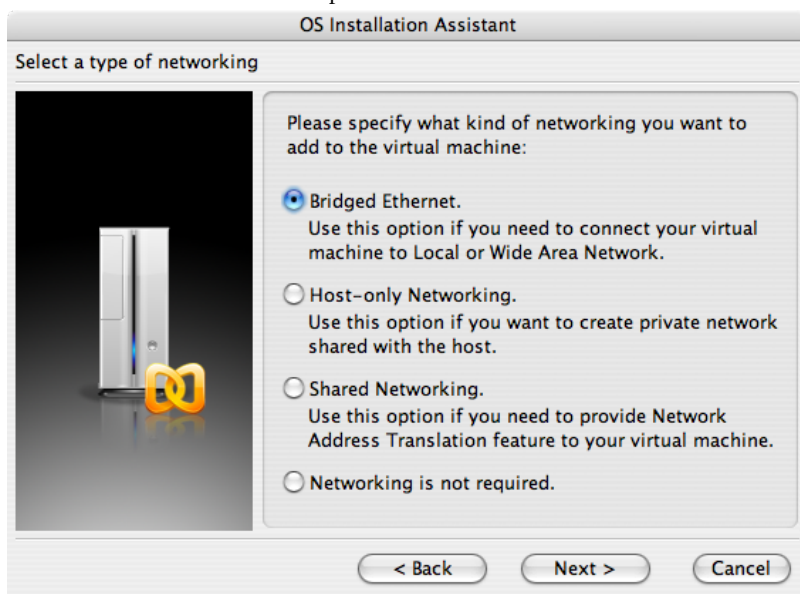 OS Installation Assistant
Select a type of networking
Please specify what kind of networking you want to
add to the virtual machine:
Bridged Ethernet.
Use this option if you need to connect your virtual
machine to Local or Wide Area Network.
Host-only Networking.
Use this option if you want to create private network
shared with the host.
Shared Networking.
Use this option if you need to provide Network
Address Translation feature to your virtual machine.
Networking is not required.
< Back Next > Cancel